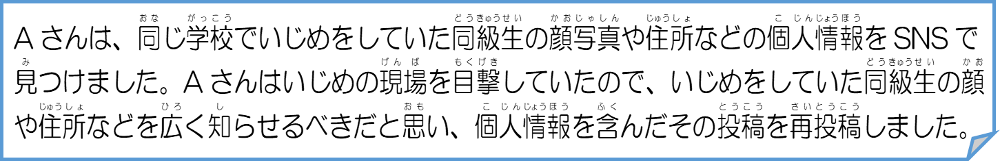 Aさんは、同じ学校でいじめをしていた同級生の顔写真や住所などの個人情報をSNSで
見つけました。Aさんはいじめの現場を目撃していたので、いじめをしていた同級生の顔
や住所などを広く知らせるべきだと思い、個人情報を含んだその投稿を再投稿しました。